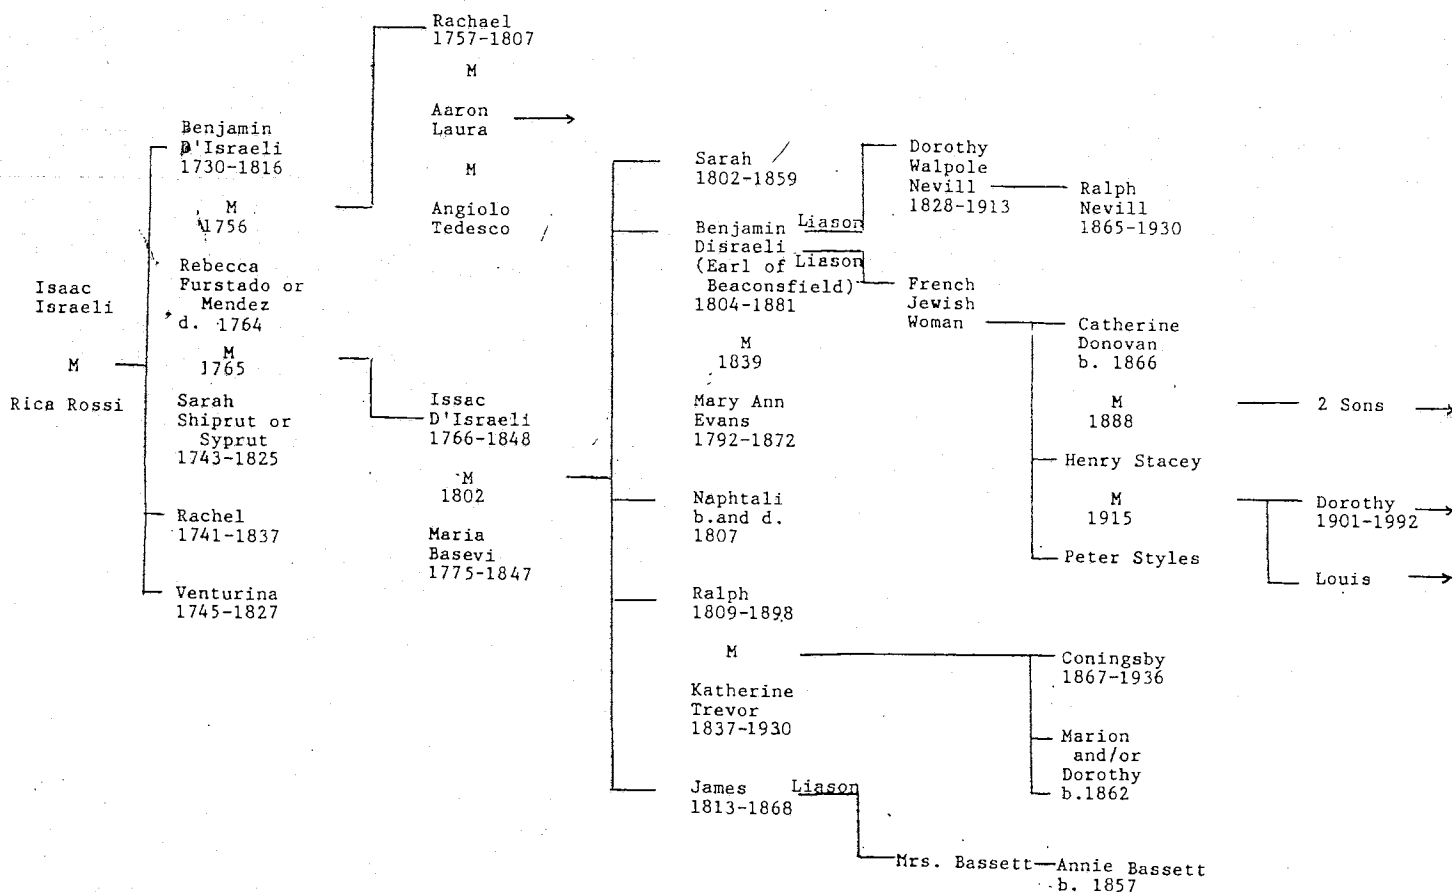 Isaac
Israeli
M
Rica Rossi
Benjamin
D'Israeli
1730-1816
M
1756
Rebecca
Furstado or
Mendez
d. 1764
M
1765
Sarah
Shiprut or
Syprut
1743-1825
Rachel
1741-1837
Venturina
1745-1827
Rachael
1757-1807
M
Aaron
Laura
M
Angiolo
Tedesco
Issac
D'Israeli
1766-1848
M
1802
Maria
Basevi
1775-1847
Sarah
1802-1859
Benjamin Liason
Disraeli
(Earl of Liason
Beaconsfield)
1804-1881
M
1839
Mary Ann
Evans
1792-1872
Naphtali
b.and d.
1807
Ralph
1809-1898
M
Katherine
Trevor
1837-1930
James Liason
1813-1868
Dorothy
Walpole
Nevill
1828-1913
French
Jewish
Woman
Mrs. Bassett
Ralph
Nevill
1865-1930
Catherine
Donovan
b. 1866
M
1888
Henry Stacey
M
1915
Peter Styles
Coningsby
1867-1936
Marion
and/or
Dorothy
b.1862
Annie Bassett
b. 1857
2 Sons
Dorothy
1901-1992
Louis